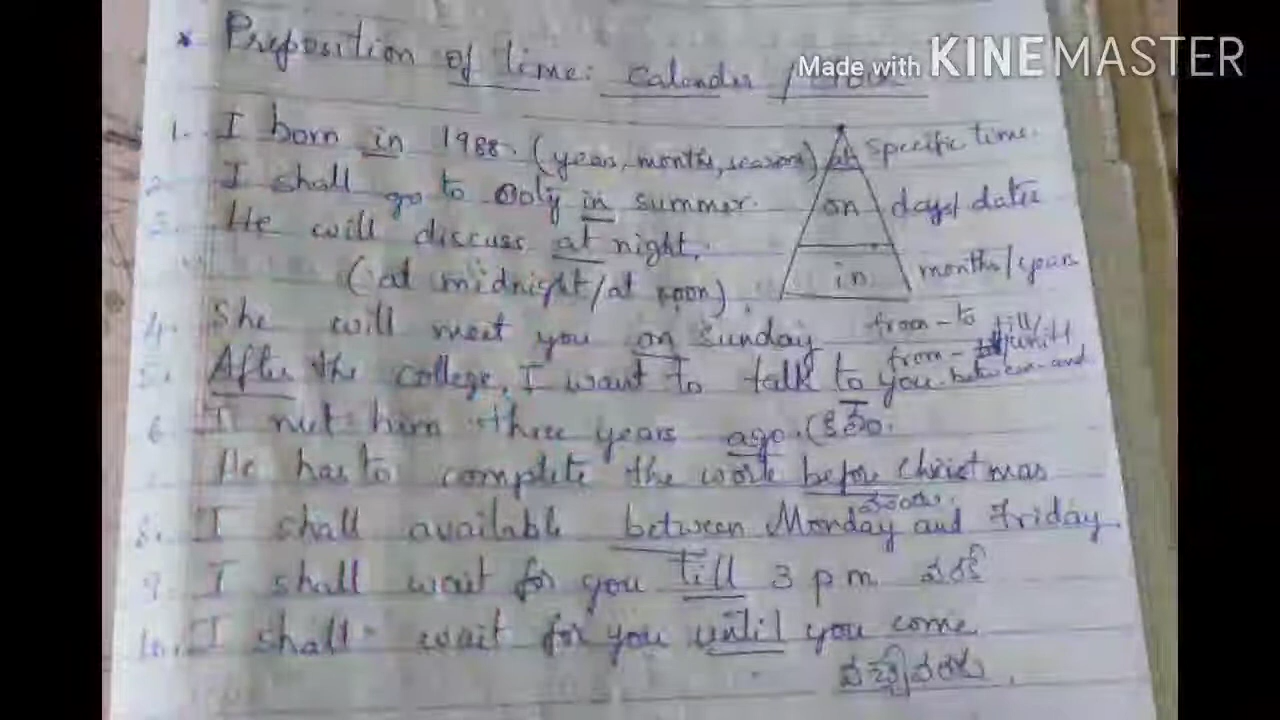 * Preposition of time: Calender /
Made with KINEMASTER
1. I born in 1988. (years, months, seasons)
at specific time.
2. I shall go to Ooty in summer.
on days/ dates
3. He will discuss at night.
(at midnight/at noon).
in months/years
4. She will meet you on Sunday
from - to
from - till/until
5. After the college, I want to talk to you.
between-and
6. I met him three years ago. (క్రితం.
He has to complete the work before Christmas
ముందు.
8. I shall available between Monday and Friday.
9. I shall wait for you till 3 pm వరకే
10. I shall wait for you until you come